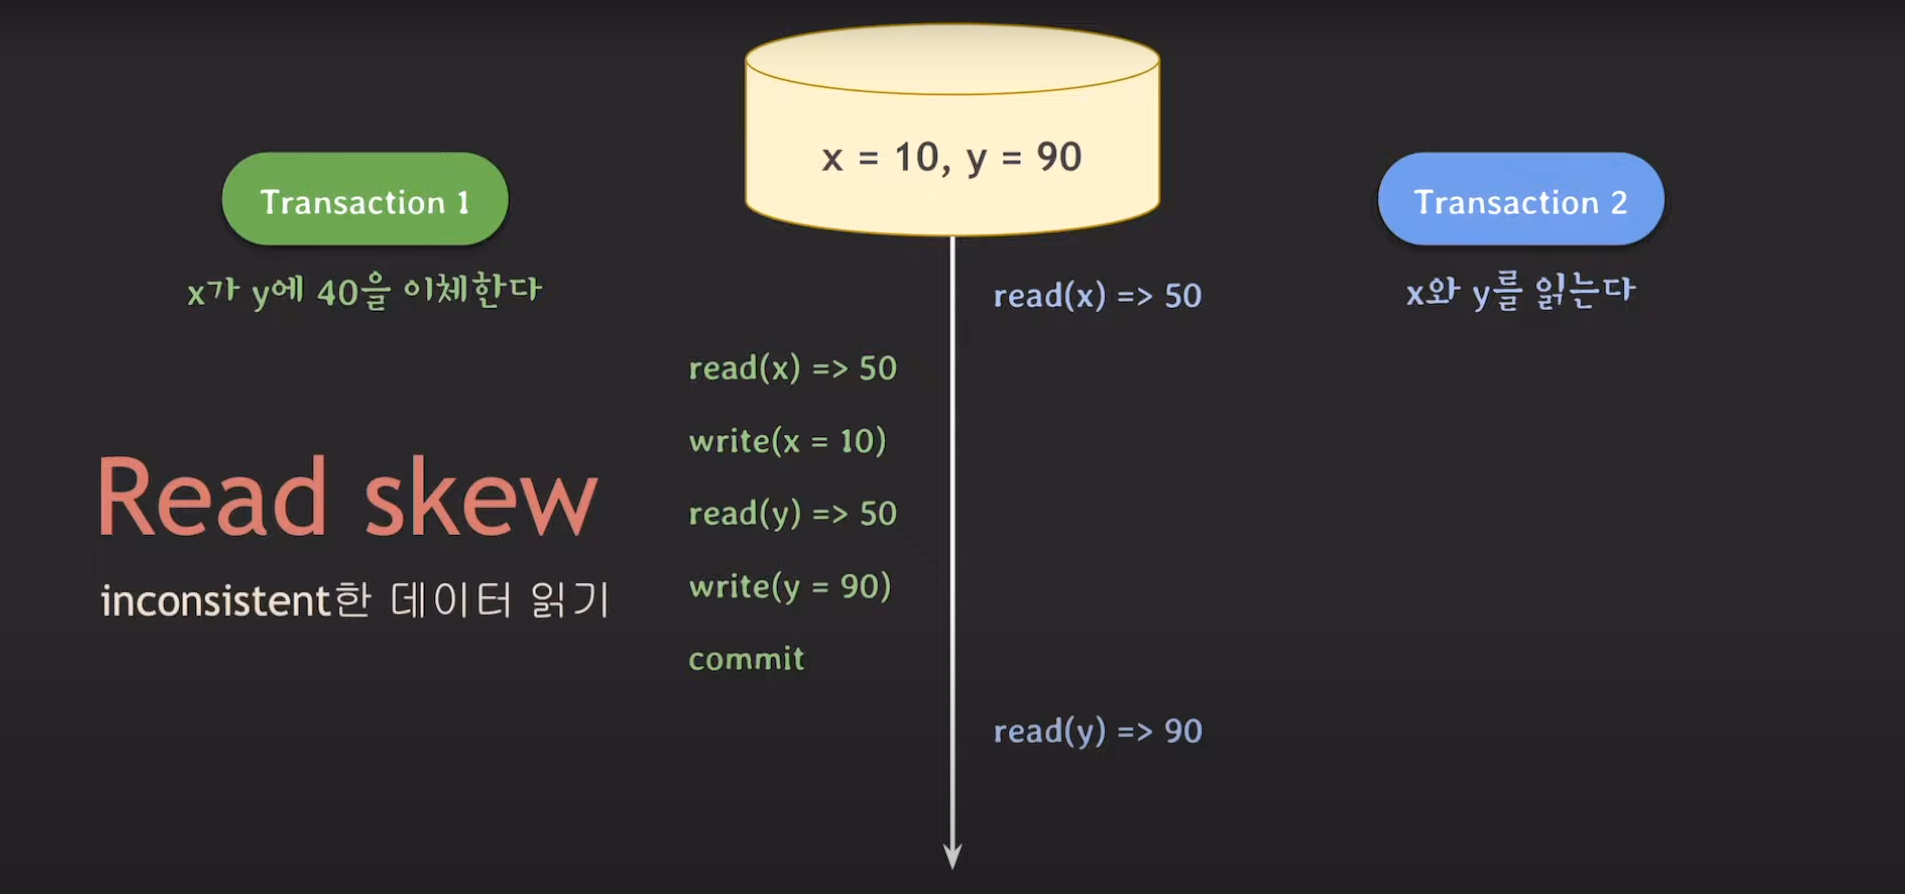 x = 10, y = 90
Transaction 1
x가 y에 40을 이체한다
Transaction 2
x와 y를 읽는다
read(x) => 50
read(x) => 50
write(x = 10)
read(y) => 50
write(y = 90)
commit
read(y) => 90
Read skew
inconsistent한 데이터 읽기